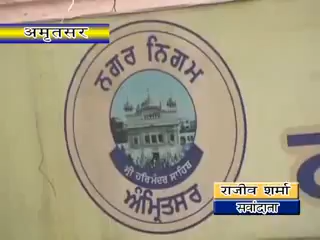 अमृतसर
ਨਗਰ ਨਿਗਮ
ਸ੍ਰੀ ਹਰਿਮੰਦਰ ਸਾਹਿਬ
ਅੰਮ੍ਰਿਤਸਰ
राजीव शर्मा
संवाददाता